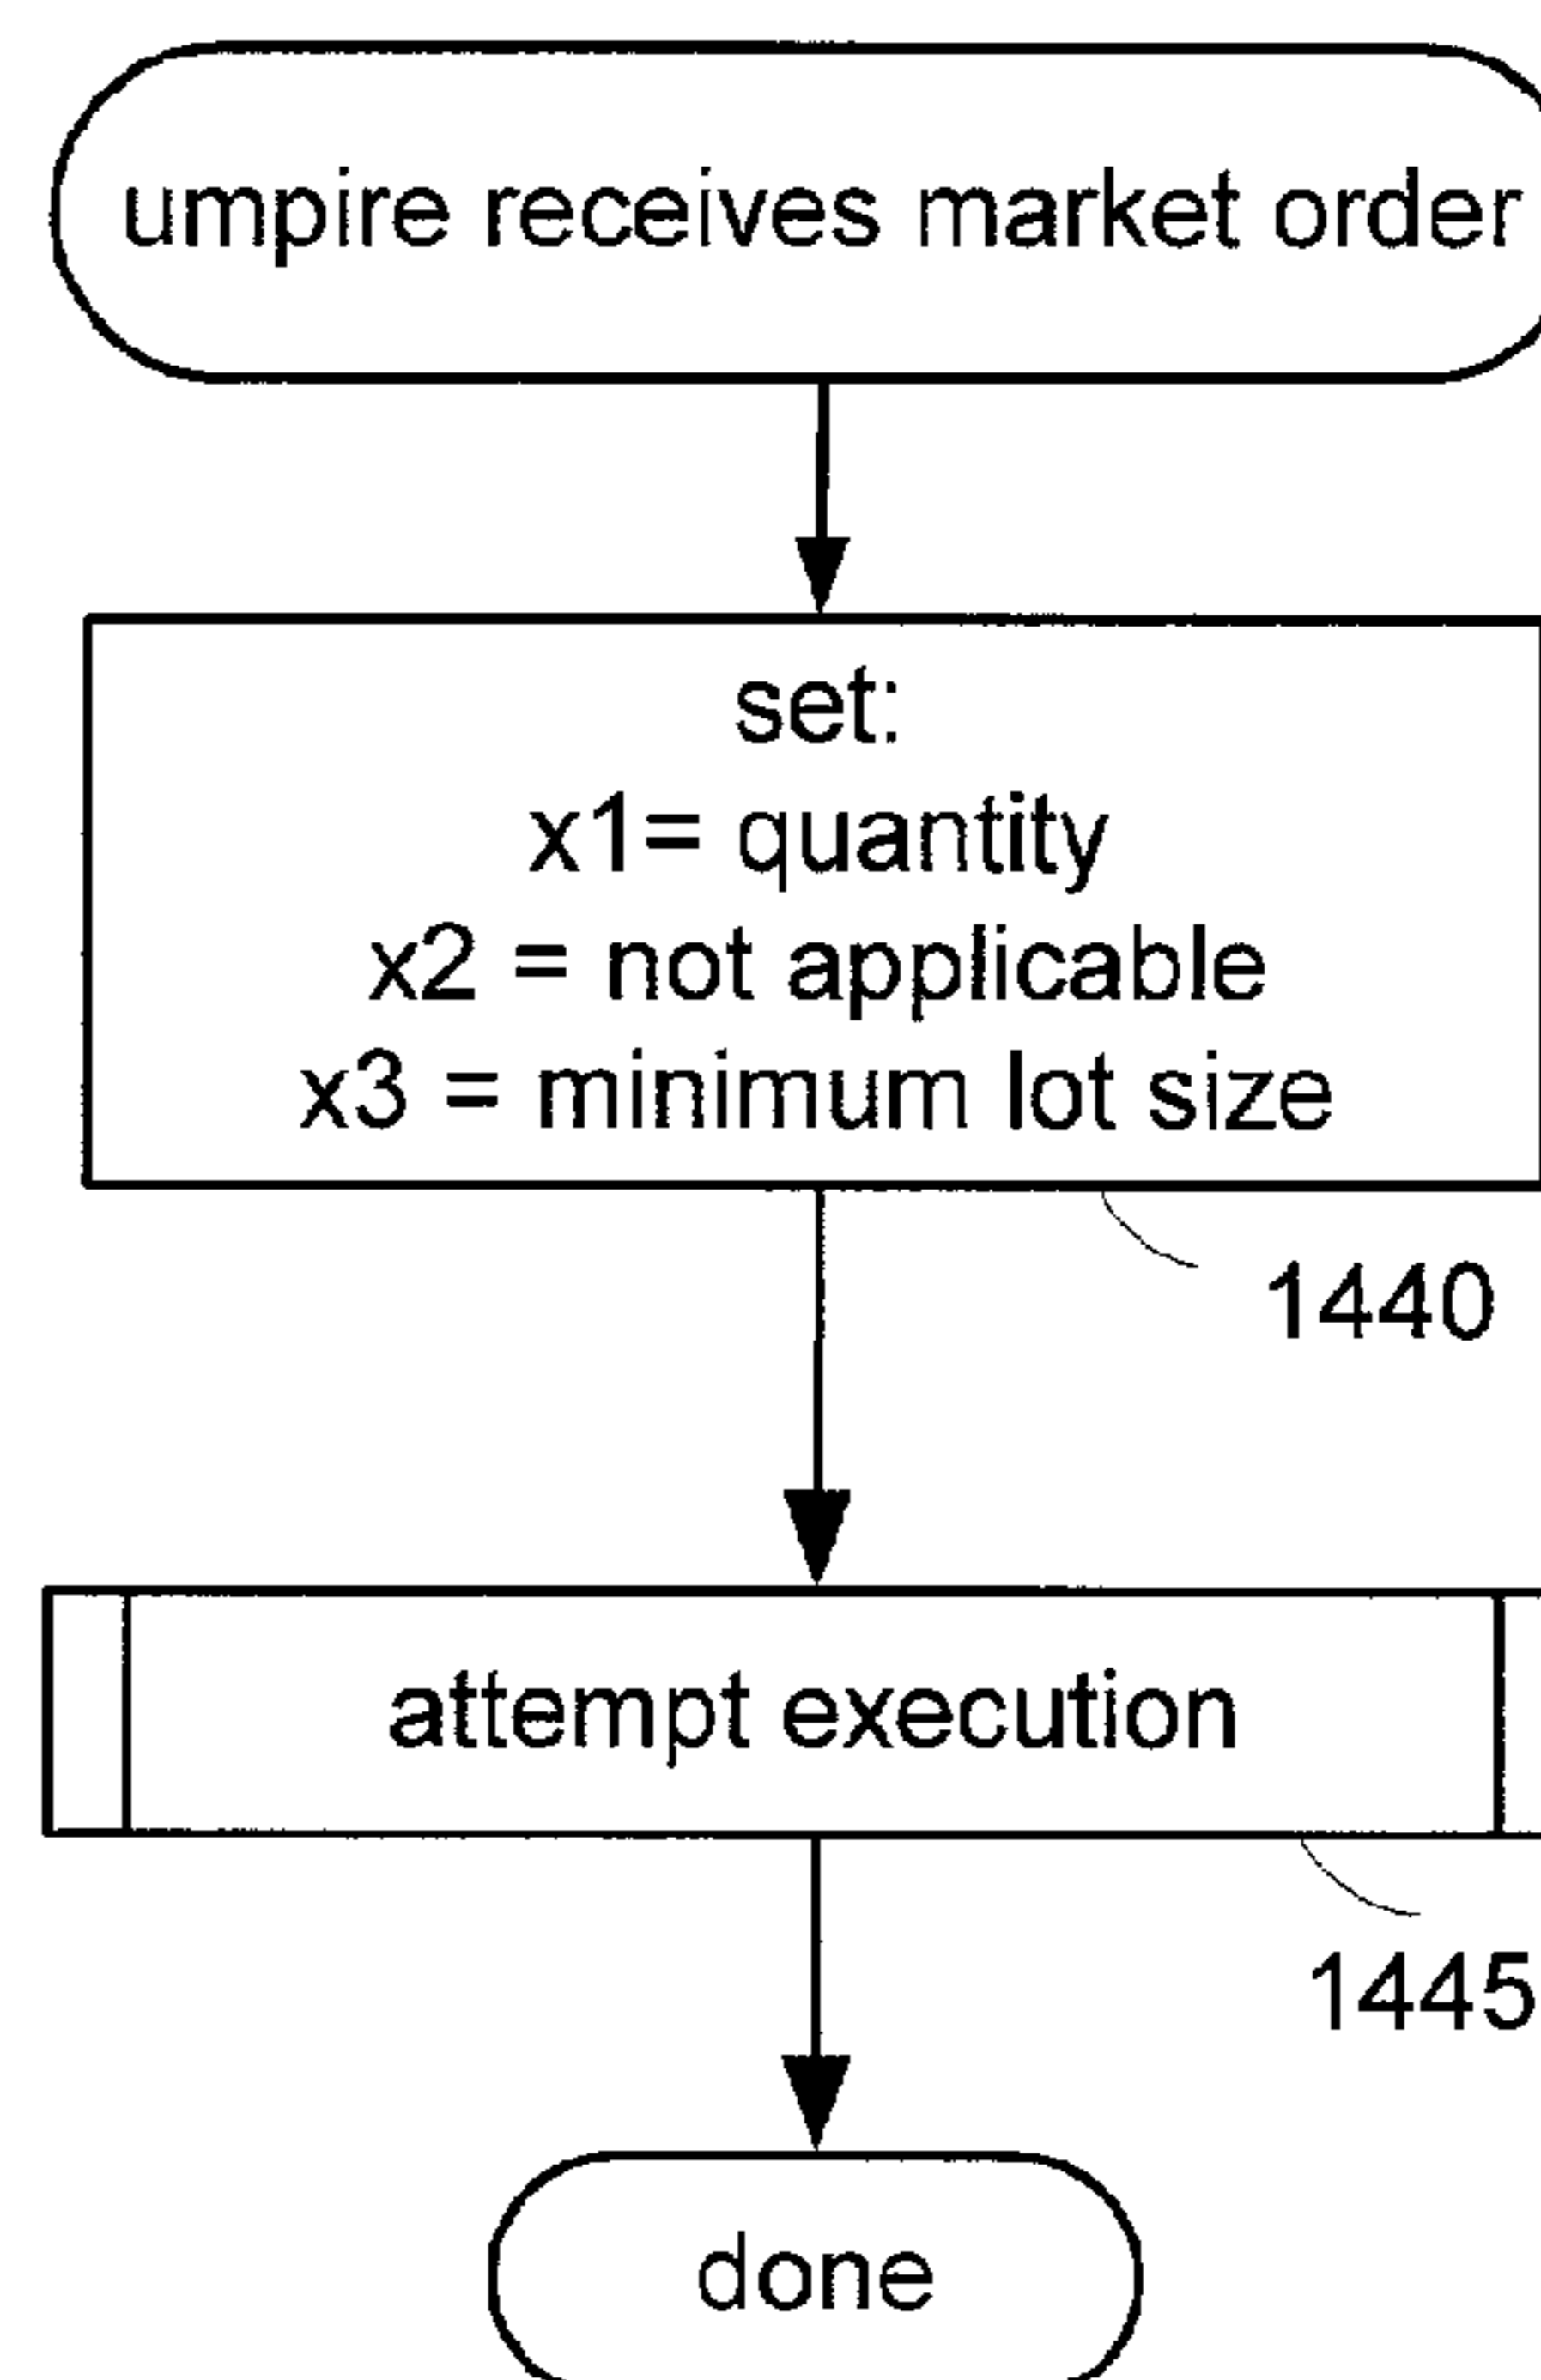 umpire receives market order
set:
x1= quantity
x2 = not applicable
x3 = minimum lot size
1440
attempt execution
1445
done